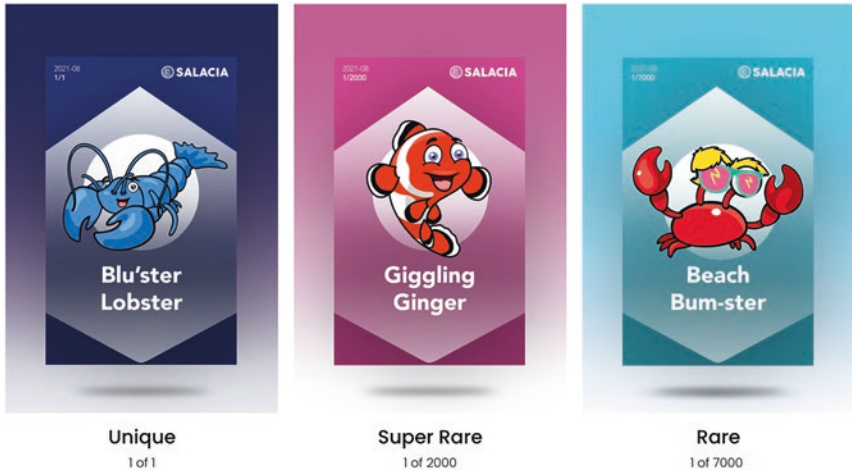 2021-08
1/1
SALACIA
Blu'ster
Lobster
Unique
1 of 1
2021-08
1/2000
SALACIA
Giggling
Ginger
Super Rare
1 of 2000
2021-08
1/7000
SALACIA
Beach
Bum-ster
Rare
1 of 7000